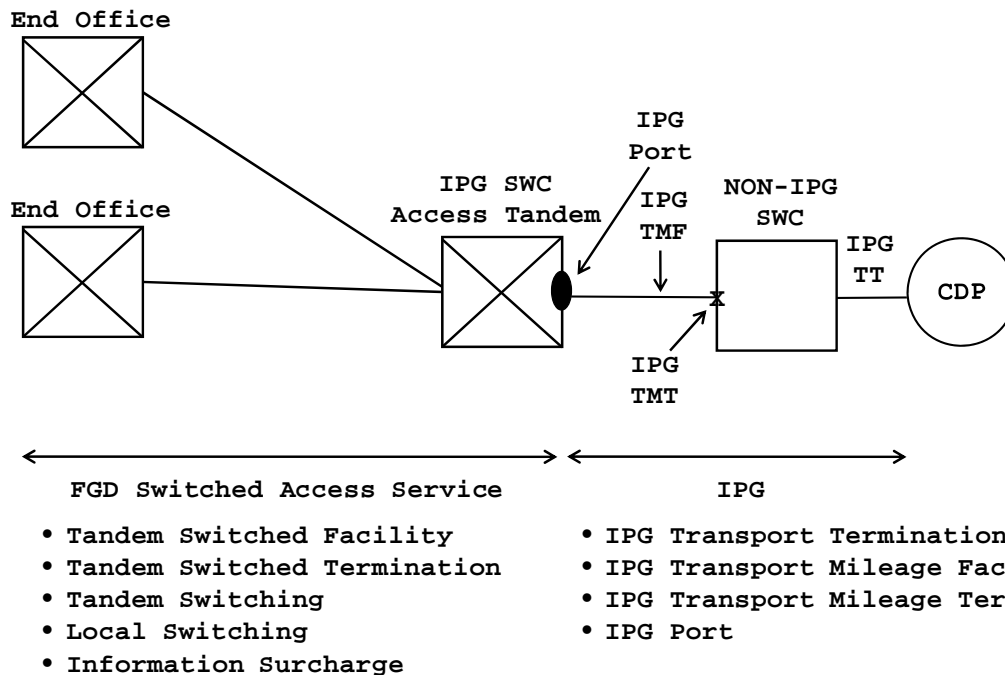 End Office
End Office
IPG SWC
Access Tandem
IPG
Port
IPG
TMF
NON-IPG
SWC
IPG
TT
CDP
x
IPG
TMT
FGD Switched Access Service
• Tandem Switched Facility
• Tandem Switched Termination
• Tandem Switching
• Local Switching
• Information Surcharge
IPG
• IPG Transport Termination
• IPG Transport Mileage Fac
• IPG Transport Mileage Ter
• IPG Port